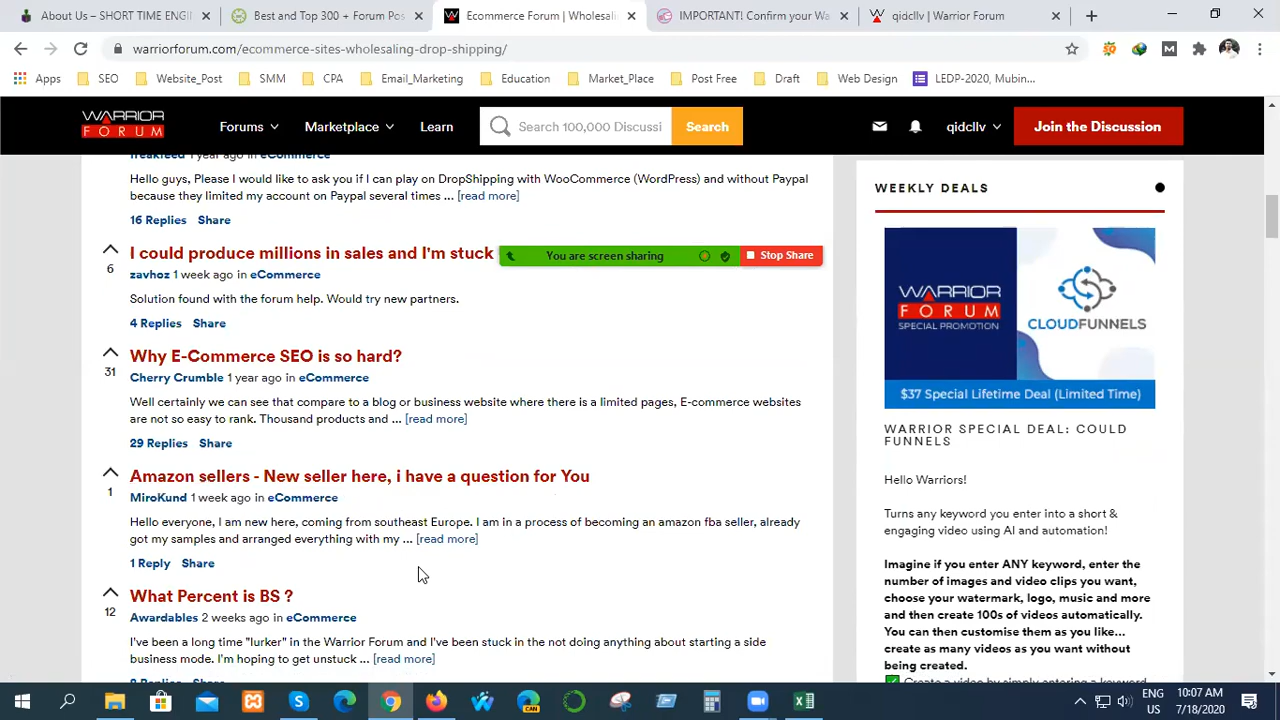 About Us – SHORT TIME ENG
Best and Top 300 + Forum Pos
Ecommerce Forum | Wholesali
IMPORTANT! Confirm your Wa
qidcllv | Warrior Forum
warriorforum.com/ecommerce-sites-wholesaling-drop-shipping/
Apps
SEO
Website_Post
SMM
CPA
Email_Marketing
Education
Market_Place
Post Free
Draft
Web Design
LEDP-2020, Mubin...
WARRIOR
FORUM
Forums
Marketplace
Learn
Search 100,000 Discussi
Search
qidcllv
Join the Discussion
freakfeed 1 year ago in eCommerce
Hello guys, Please I would like to ask you if I can play on DropShipping with WooCommerce (WordPress) and without Paypal
because they limited my account on Paypal several times ... [read more]
16 Replies Share
I could produce millions in sales and I'm stuck
6
zavhoz 1 week ago in eCommerce
Solution found with the forum help. Would try new partners.
4 Replies Share
You are screen sharing
Stop Share
Why E-Commerce SEO is so hard?
31
Cherry Crumble 1 year ago in eCommerce
Well certainly we can see that compare to a blog or business website where there is a limited pages, E-commerce websites
are not so easy to rank. Thousand products and ... [read more]
29 Replies Share
Amazon sellers - New seller here, i have a question for You
1
MiroKund 1 week ago in eCommerce
Hello everyone, I am new here, coming from southeast Europe. I am in a process of becoming an amazon fba seller, already
got my samples and arranged everything with my ... [read more]
1 Reply Share
What Percent is BS ?
12
Awardables 2 weeks ago in eCommerce
I've been a long time "lurker" in the Warrior Forum and I've been stuck in the not doing anything about starting a side
business mode. I'm hoping to get unstuck ... [read more]
8 Replies Share
WEEKLY DEALS
WARRIOR
FORUM
SPECIAL PROMOTION
CLOUDFUNNELS
$37 Special Lifetime Deal (Limited Time)
WARRIOR SPECIAL DEAL: COULD
FUNNELS
Hello Warriors!
Turns any keyword you enter into a short &
engaging video using AI and automation!
Imagine if you enter ANY keyword, enter the
number of images and video clips you want,
choose your watermark, logo, music and more
and then create 100s of videos automatically.
You can then customise them as you like...
create as many videos as you want without
being created.
Create a video by simply entering a keyword
CAN
ENG
US
10:07 AM
7/18/2020